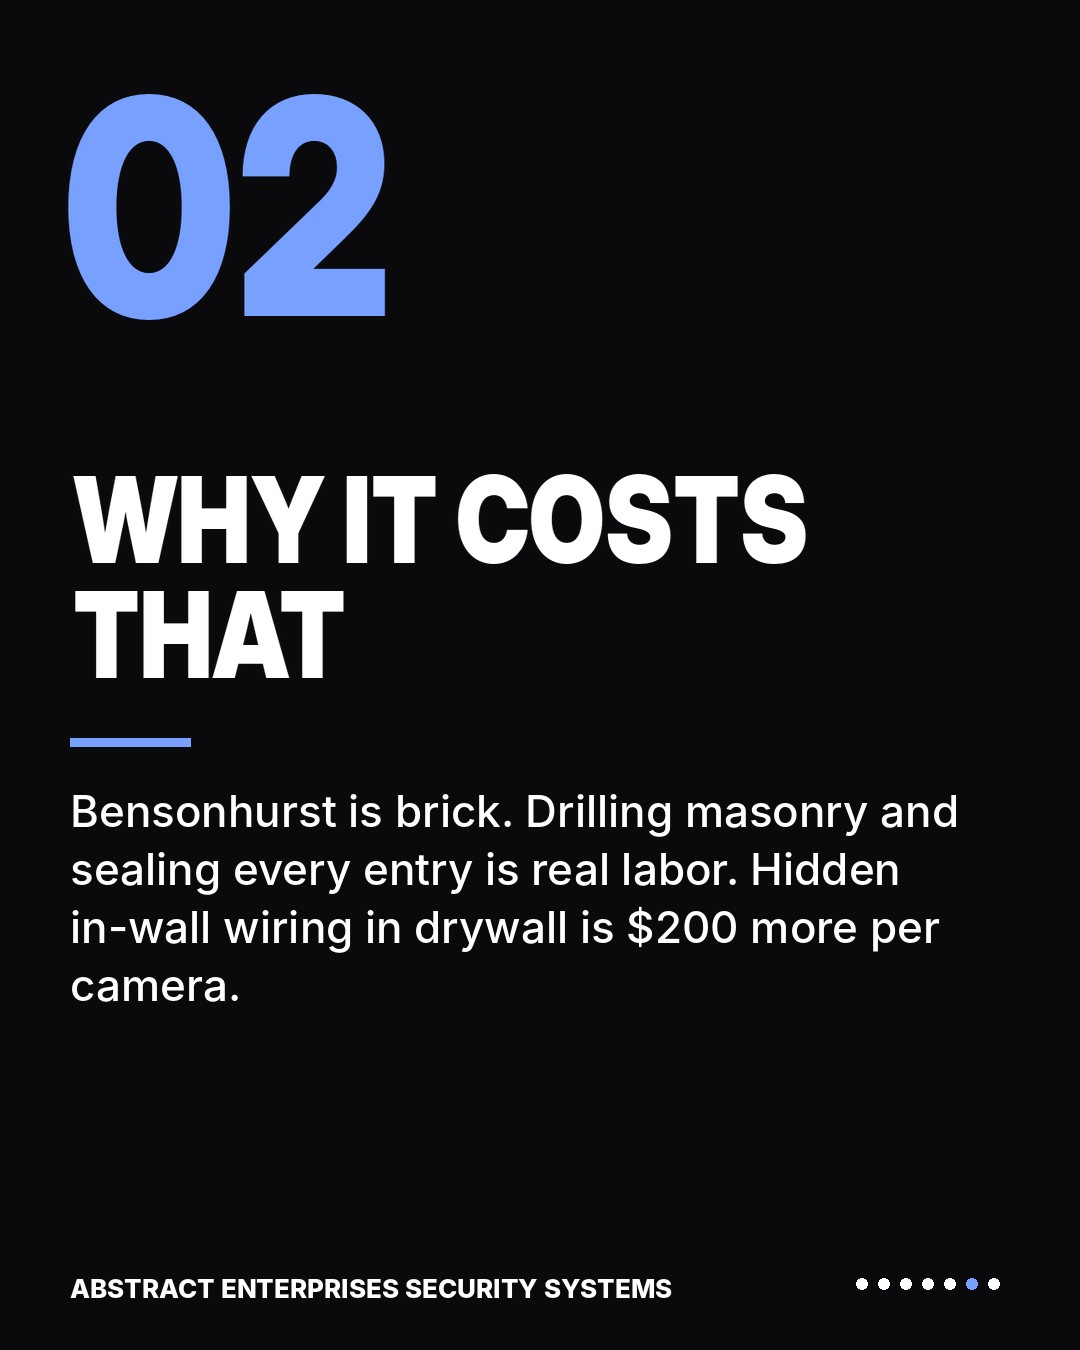 02
WHY IT COSTS
THAT
Bensonhurst is brick. Drilling masonry and
sealing every entry is real labor. Hidden
in-wall wiring in drywall is $200 more per
camera.
ABSTRACT ENTERPRISES SECURITY SYSTEMS